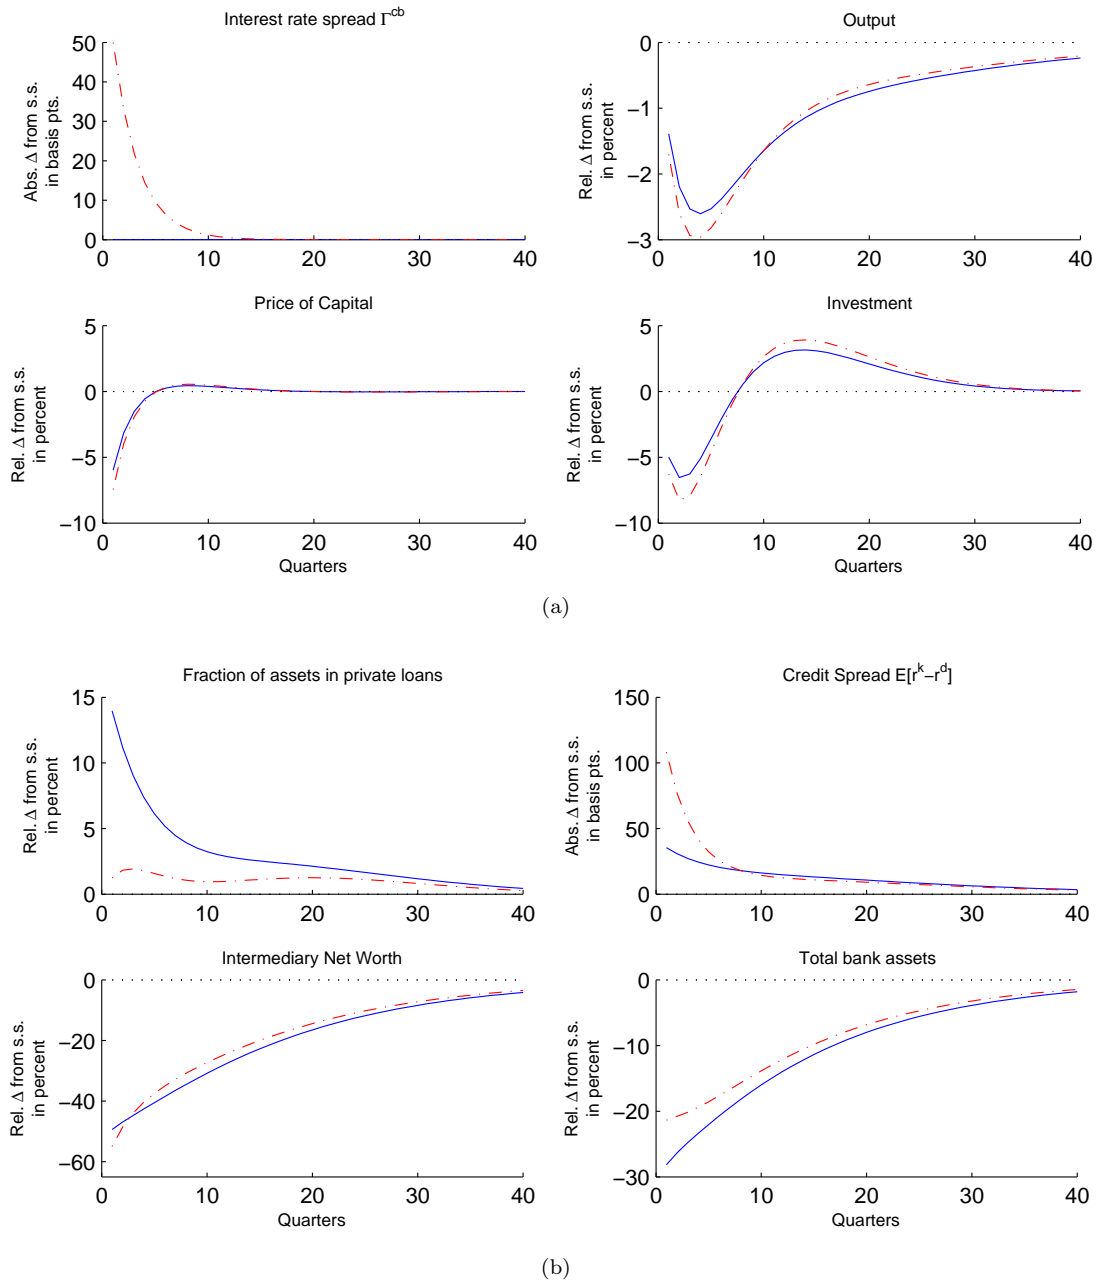 Interest rate spread Γcb
Abs. Δ from s.s.
in basis pts.
50
40
30
20
10
0
0 10 20 30 40
Output
Rel. Δ from s.s.
in percent
0
−1
−2
−3
0 10 20 30 40
Price of Capital
Rel. Δ from s.s.
in percent
5
0
−5
−10
0 10 20 30 40
Quarters
Investment
Rel. Δ from s.s.
in percent
5
0
−5
−10
0 10 20 30 40
Quarters
(a)
Fraction of assets in private loans
Rel. Δ from s.s.
in percent
15
10
5
0
0 10 20 30 40
Credit Spread E[rk−rd]
Abs. Δ from s.s.
in basis pts.
150
100
50
0
0 10 20 30 40
Intermediary Net Worth
Rel. Δ from s.s.
in percent
0
−20
−40
−60
0 10 20 30 40
Quarters
Total bank assets
Rel. Δ from s.s.
in percent
0
−10
−20
−30
0 10 20 30 40
Quarters
(b)